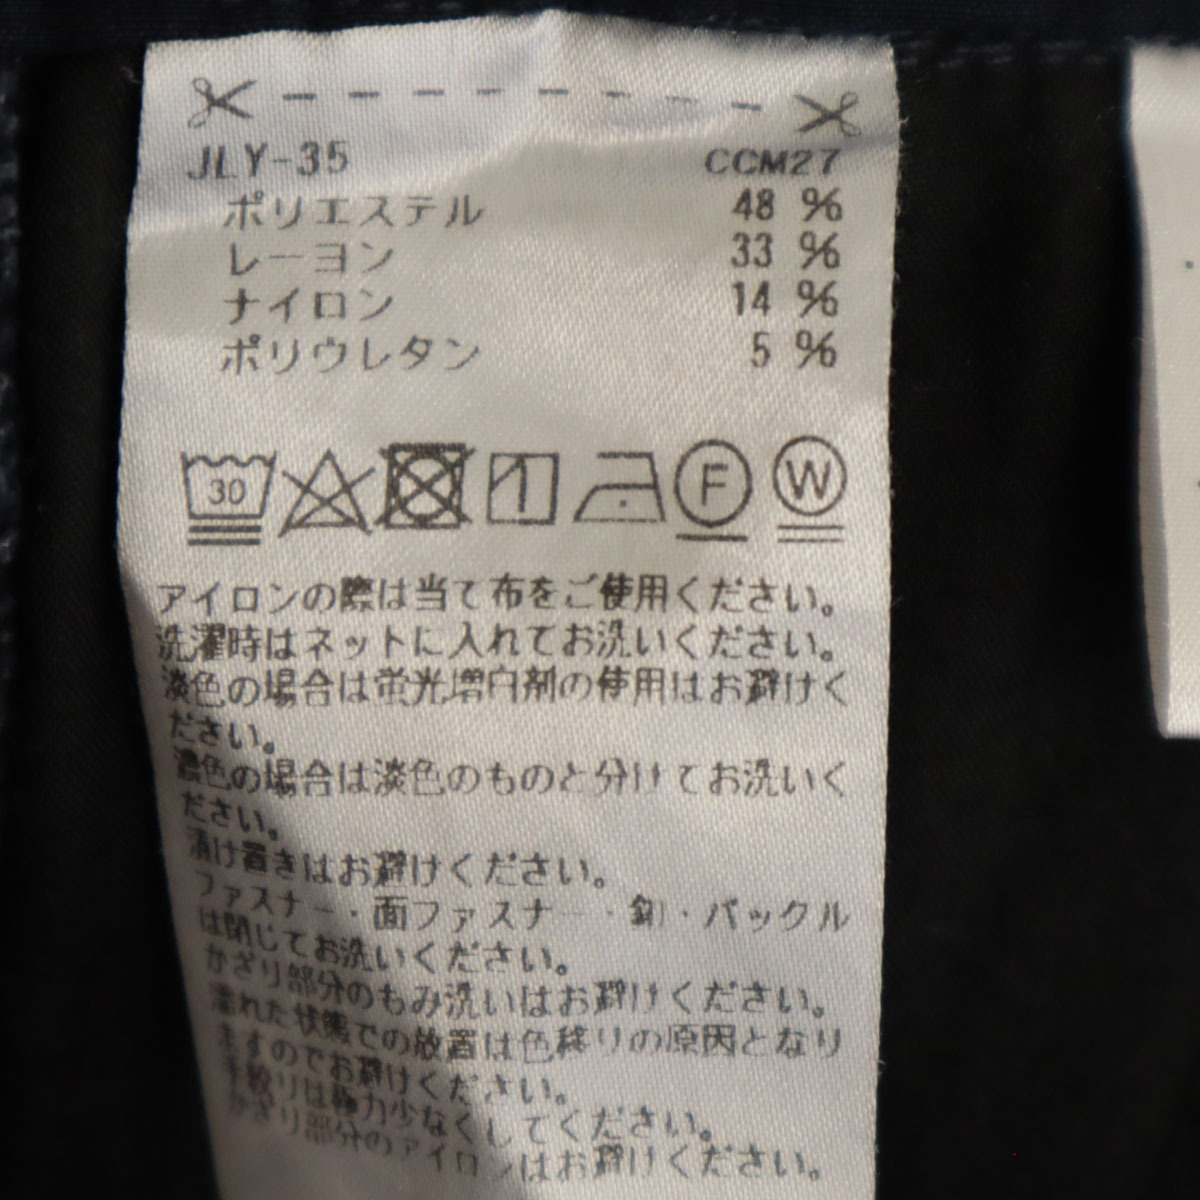 JLY-35 CCM27
ポリエステル 48 %
レーヨン 33 %
ナイロン 14 %
ポリウレタン 5 %
30 F W
アイロンの際は当て布をご使用ください。
洗濯時はネットに入れてお洗いください。
淡色の場合は蛍光増白剤の使用はお避けく
ださい。
濃色の場合は淡色のものと分けてお洗いく
ださい。
漬け置きはお避けください。
ファスナー・面ファスナー・釦・バックル
は閉じてお洗いください。
かざり部分のもみ洗いはお避けください。
濡れた状態での放置は色移りの原因となり
ますのでお避けください。
手絞りは極力少なくしてください。
かざり部分のアイロンはお避けください。